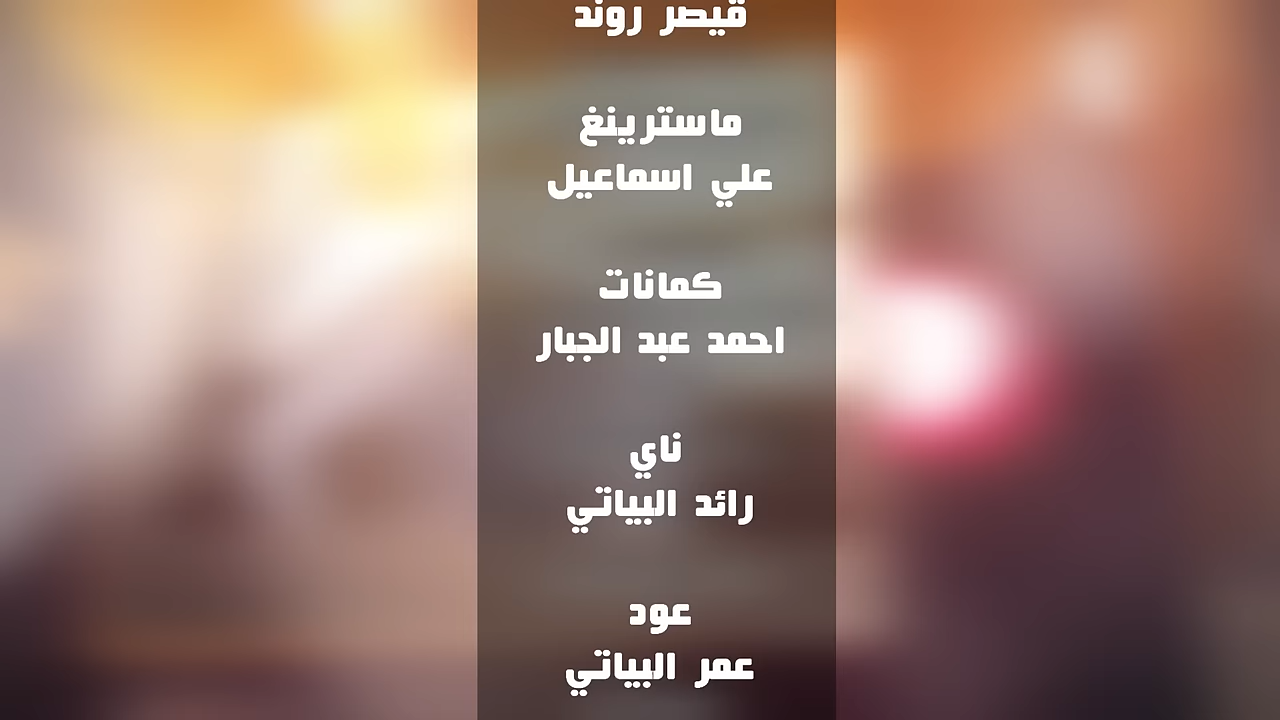 قيصر روند
ماسترينغ
علي اسماعيل
كمانات
احمد عبد الجبار
ناي
رائد البياتي
عود
عمر البياتي